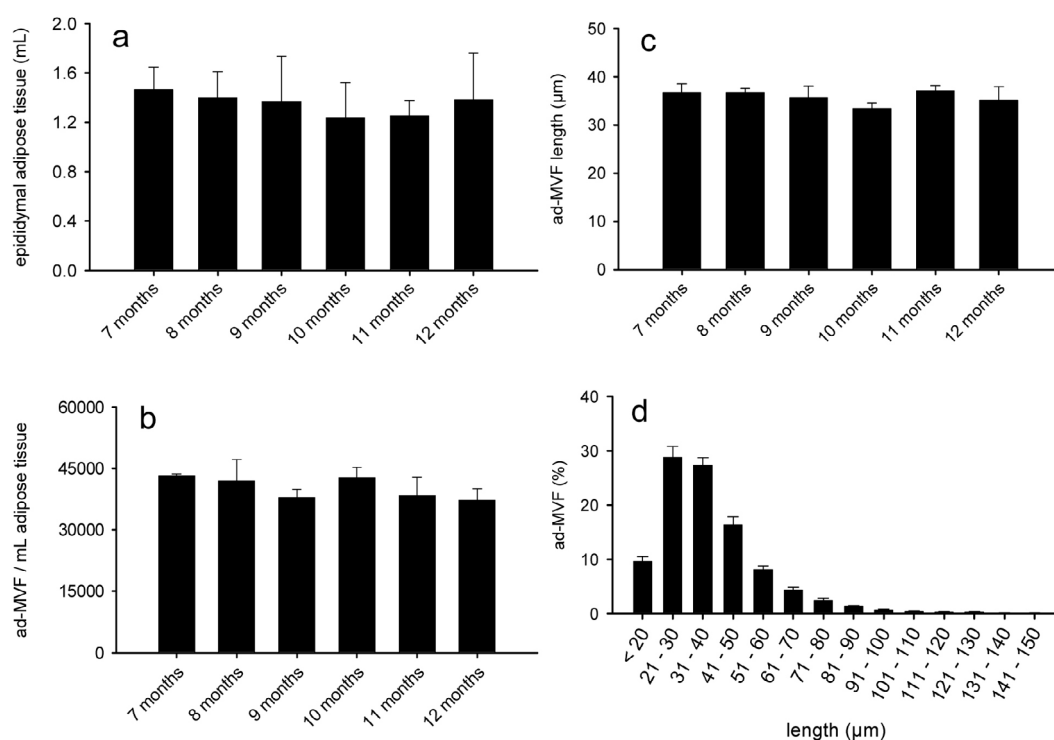 a
epididymal adipose tissue (mL)
2.0
1.6
1.2
0.8
0.4
0.0
7 months
8 months
9 months
10 months
11 months
12 months
c
ad-MVF length (µm)
50
40
30
20
10
0
7 months
8 months
9 months
10 months
11 months
12 months
b
ad-MVF / mL adipose tissue
60000
45000
30000
15000
0
7 months
8 months
9 months
10 months
11 months
12 months
d
ad-MVF (%)
40
30
20
10
0
< 20
21 - 30
31 - 40
41 - 50
51 - 60
61 - 70
71 - 80
81 - 90
91 - 100
101 - 110
111 - 120
121 - 130
131 - 140
141 - 150
length (µm)